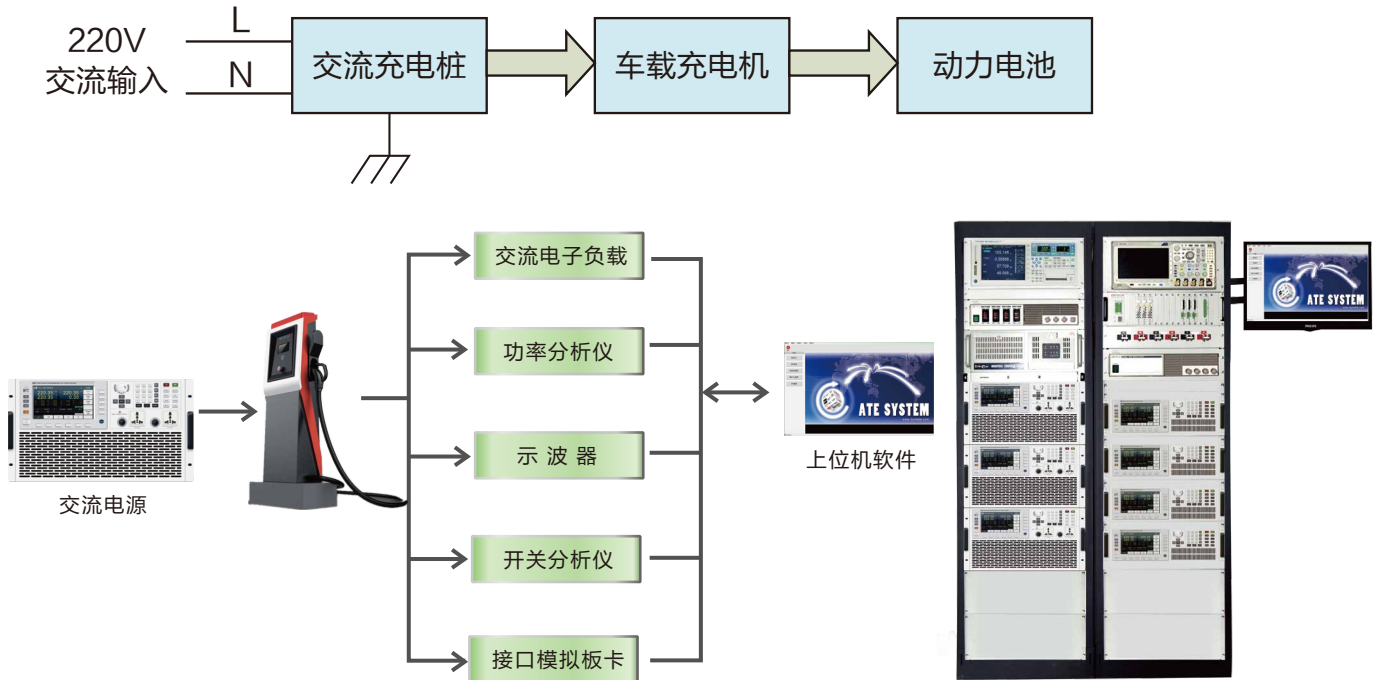 220V
交流输入
L
N
交流充电桩
车载充电机
动力电池
交流电源
交流电子负载
功率分析仪
示 波 器
开关分析仪
接口模拟板卡
ATE SYSTEM
上位机软件
ATE SYSTEM